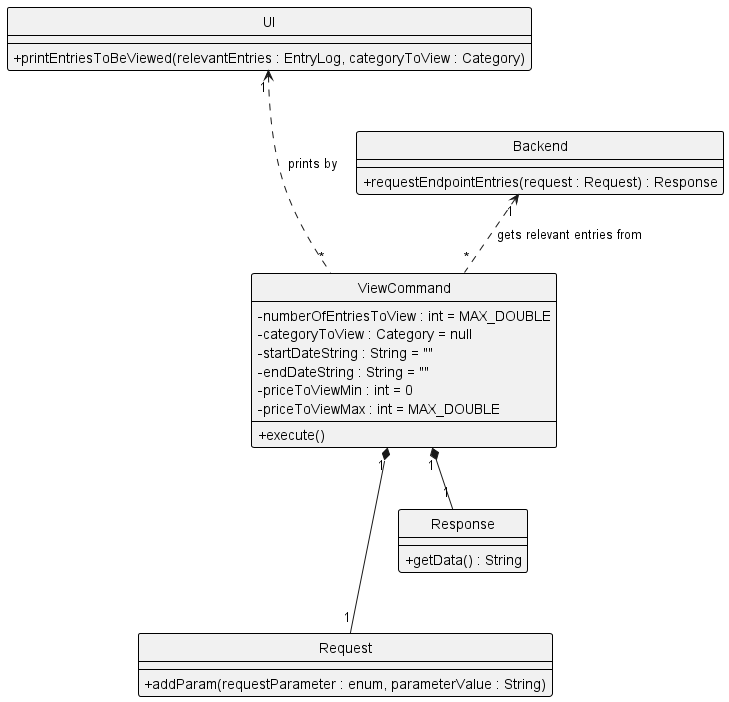 UI
+printEntriesToBeViewed(relevantEntries : EntryLog, categoryToView : Category)
1
prints by
Backend
+requestEndpointEntries(request : Request) : Response
1
gets relevant entries from
*
*
ViewCommand
-numberOfEntriesToView : int = MAX_DOUBLE
-categoryToView : Category = null
-startDateString : String = ""
-endDateString : String = ""
-priceToViewMin : int = 0
-priceToViewMax : int = MAX_DOUBLE
+execute()
1
1
1
Response
+getData() : String
1
Request
+addParam(requestParameter : enum, parameterValue : String)